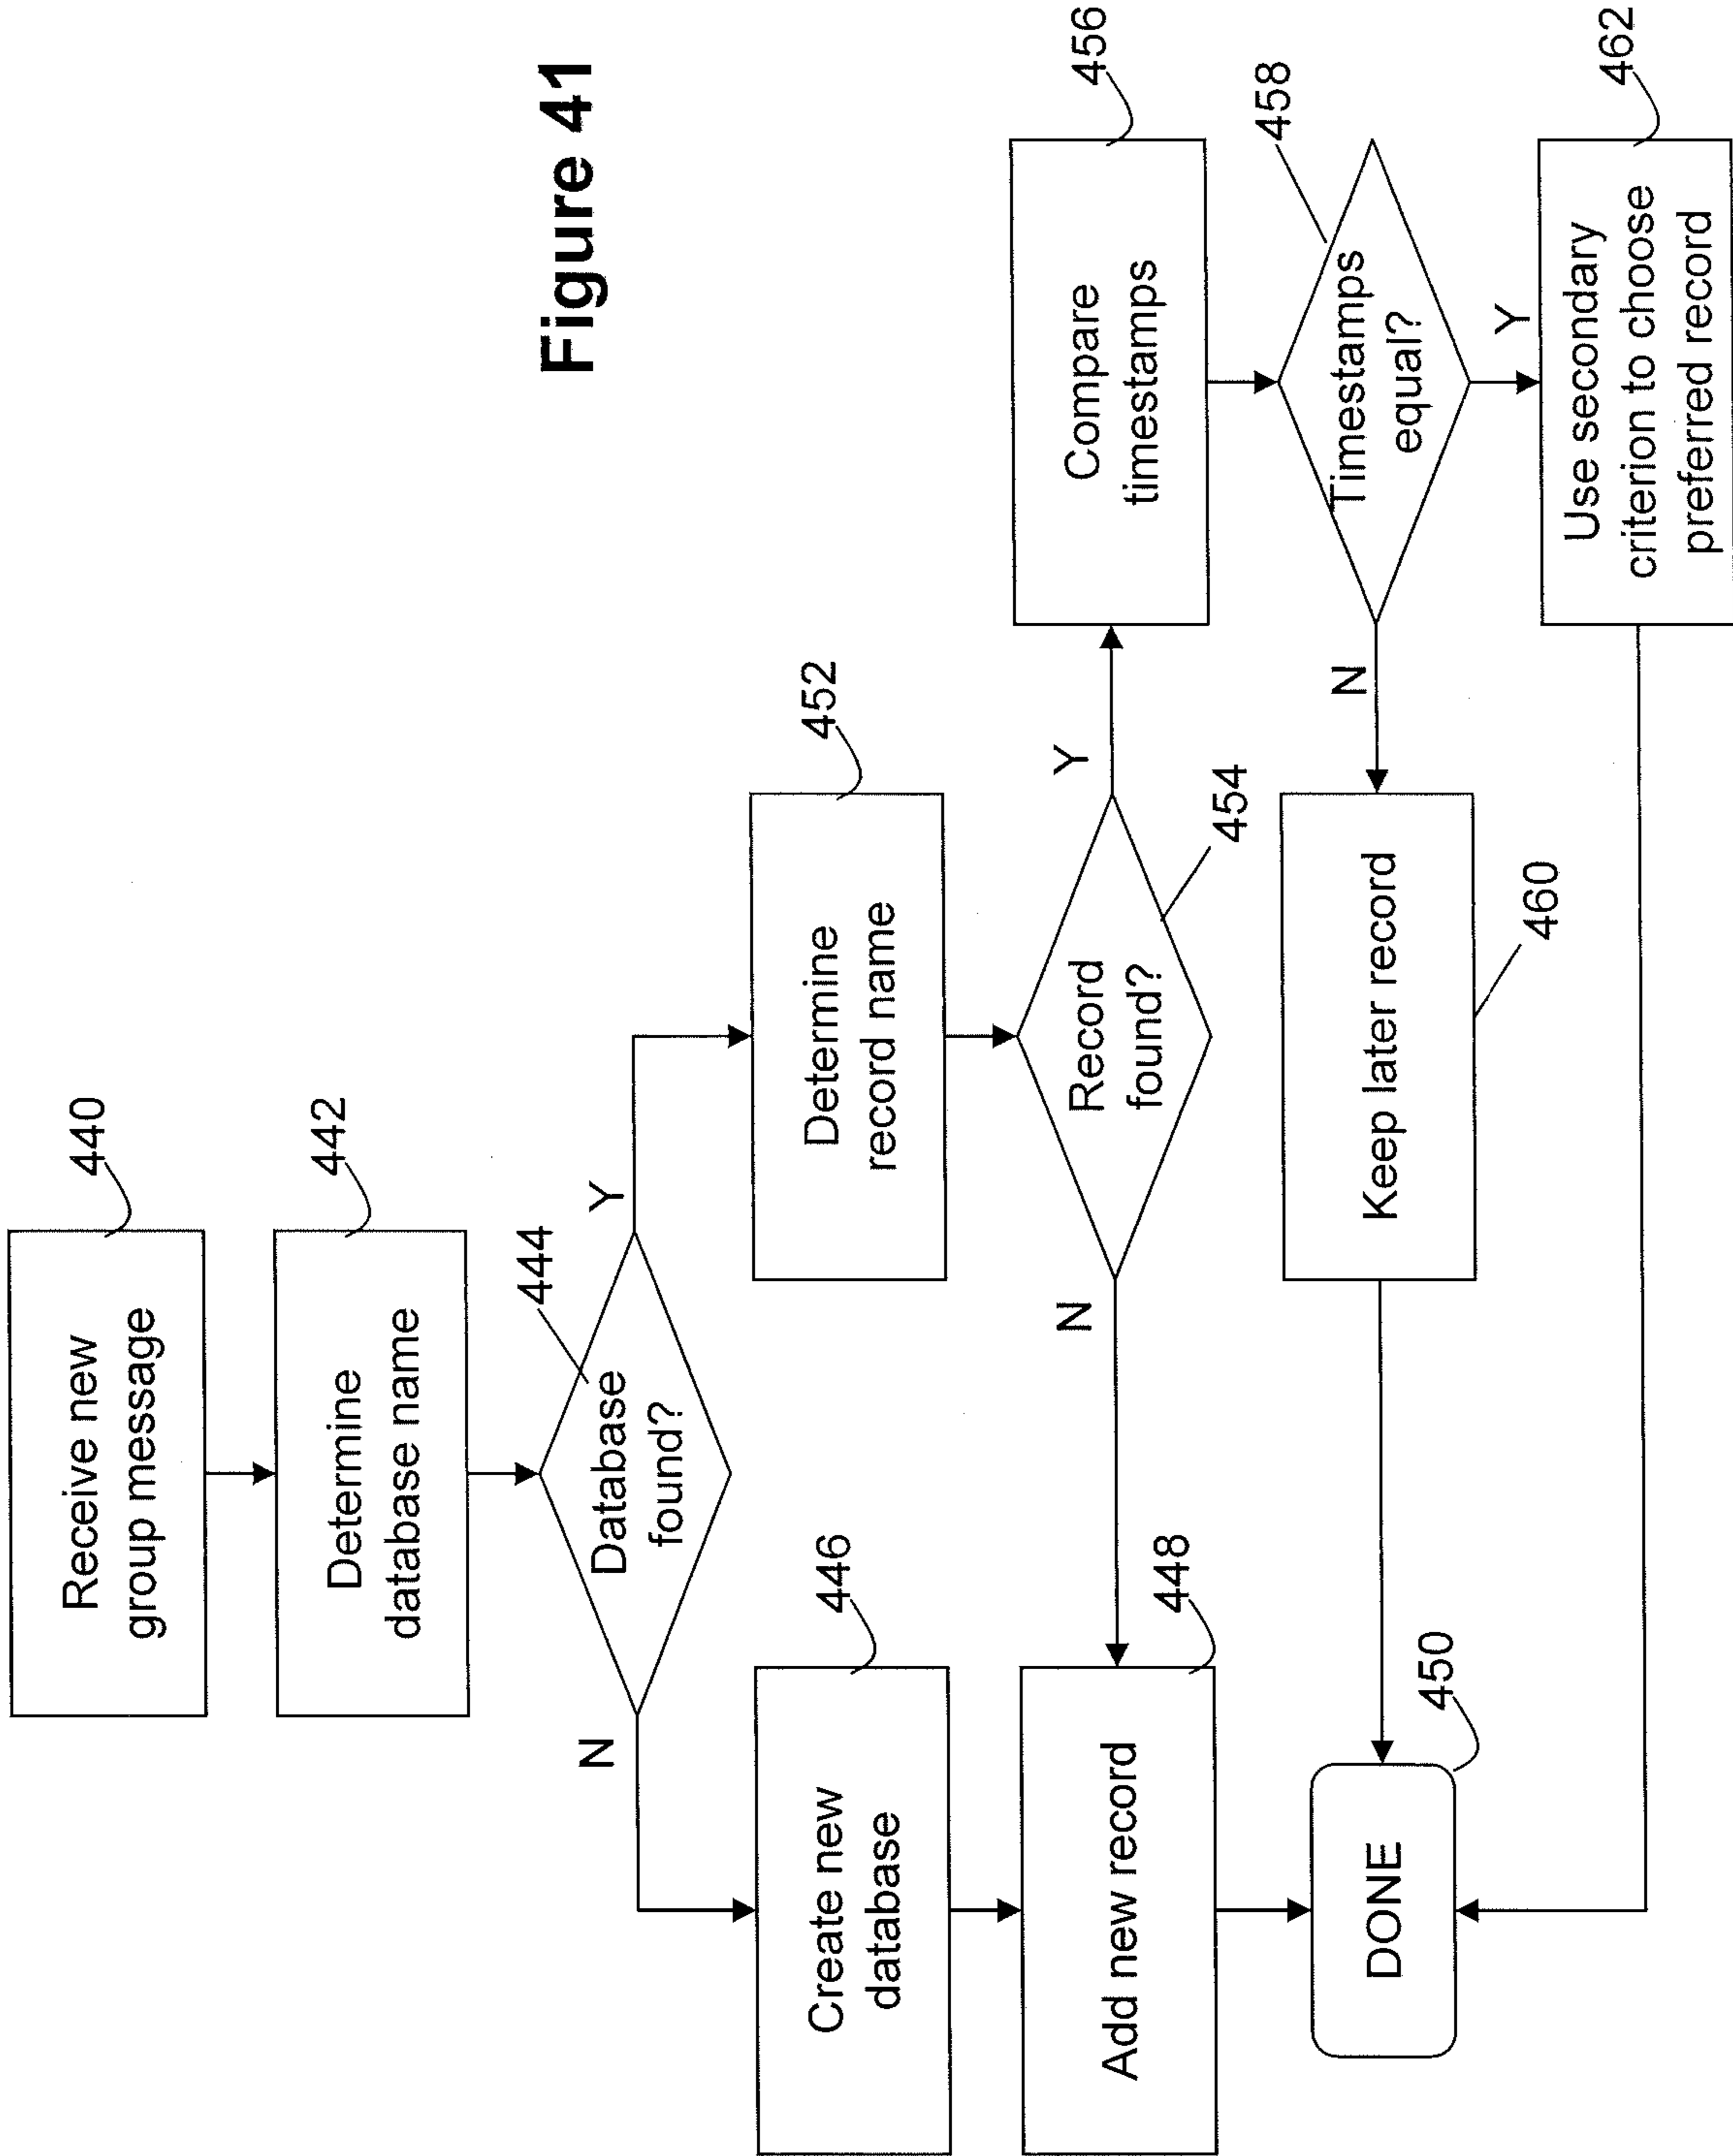 Figure 41
Receive new
group message
440
Determine
database name
442
Database
found?
444
N
Y
Create new
database
446
Determine
record name
452
Add new record
448
N
Record
found?
454
Y
Compare
timestamps
456
DONE
450
Keep later record
460
N
Timestamps
equal?
458
Y
Use secondary
criterion to choose
preferred record
462